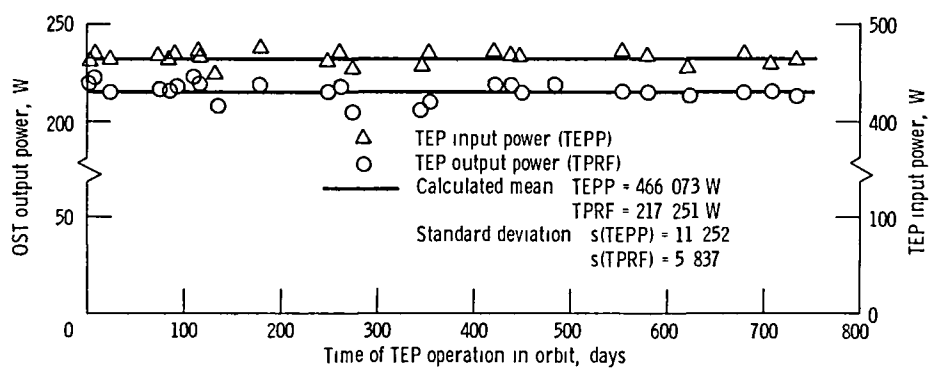 250
200
50
0
OST output power, W
500
400
100
0
TEP input power, W
TEP input power (TEPP)
TEP output power (TPRF)
Calculated mean TEPP = 466 073 W
TPRF = 217 251 W
Standard deviation s(TEPP) = 11 252
s(TPRF) = 5 837
100 200 300 400 500 600 700 800
Time of TEP operation in orbit, days